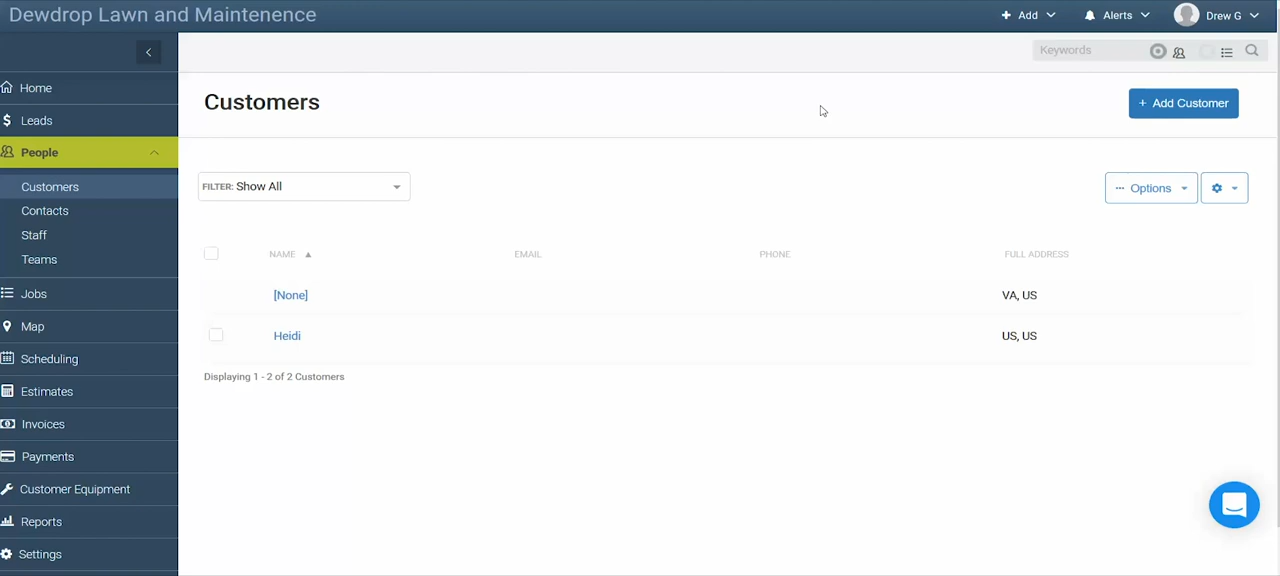 Dewdrop Lawn and Maintenence
+ Add
Alerts
Drew G
Keywords
Home
Leads
People
Customers
Contacts
Staff
Teams
Jobs
Map
Scheduling
Estimates
Invoices
Payments
Customer Equipment
Reports
Settings
Customers
+ Add Customer
FILTER: Show All
··· Options
NAME ▲ EMAIL PHONE FULL ADDRESS
[None] VA, US
Heidi US, US
Displaying 1 - 2 of 2 Customers